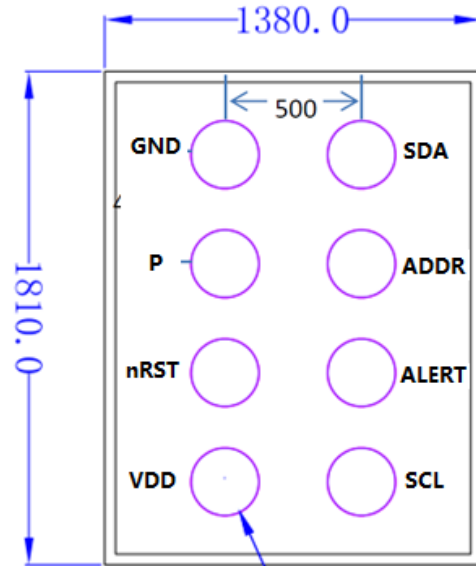 1380.0
500
GND
SDA
P
ADDR
1810.0
nRST
ALERT
VDD
SCL